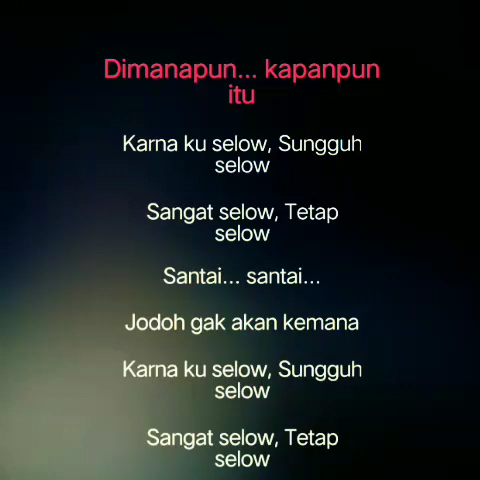 Dimanapun... kapanpun
itu
Karna ku selow, Sungguh
selow
Sangat selow, Tetap
selow
Santai... santai...
Jodoh gak akan kemana
Karna ku selow, Sungguh
selow
Sangat selow, Tetap
selow